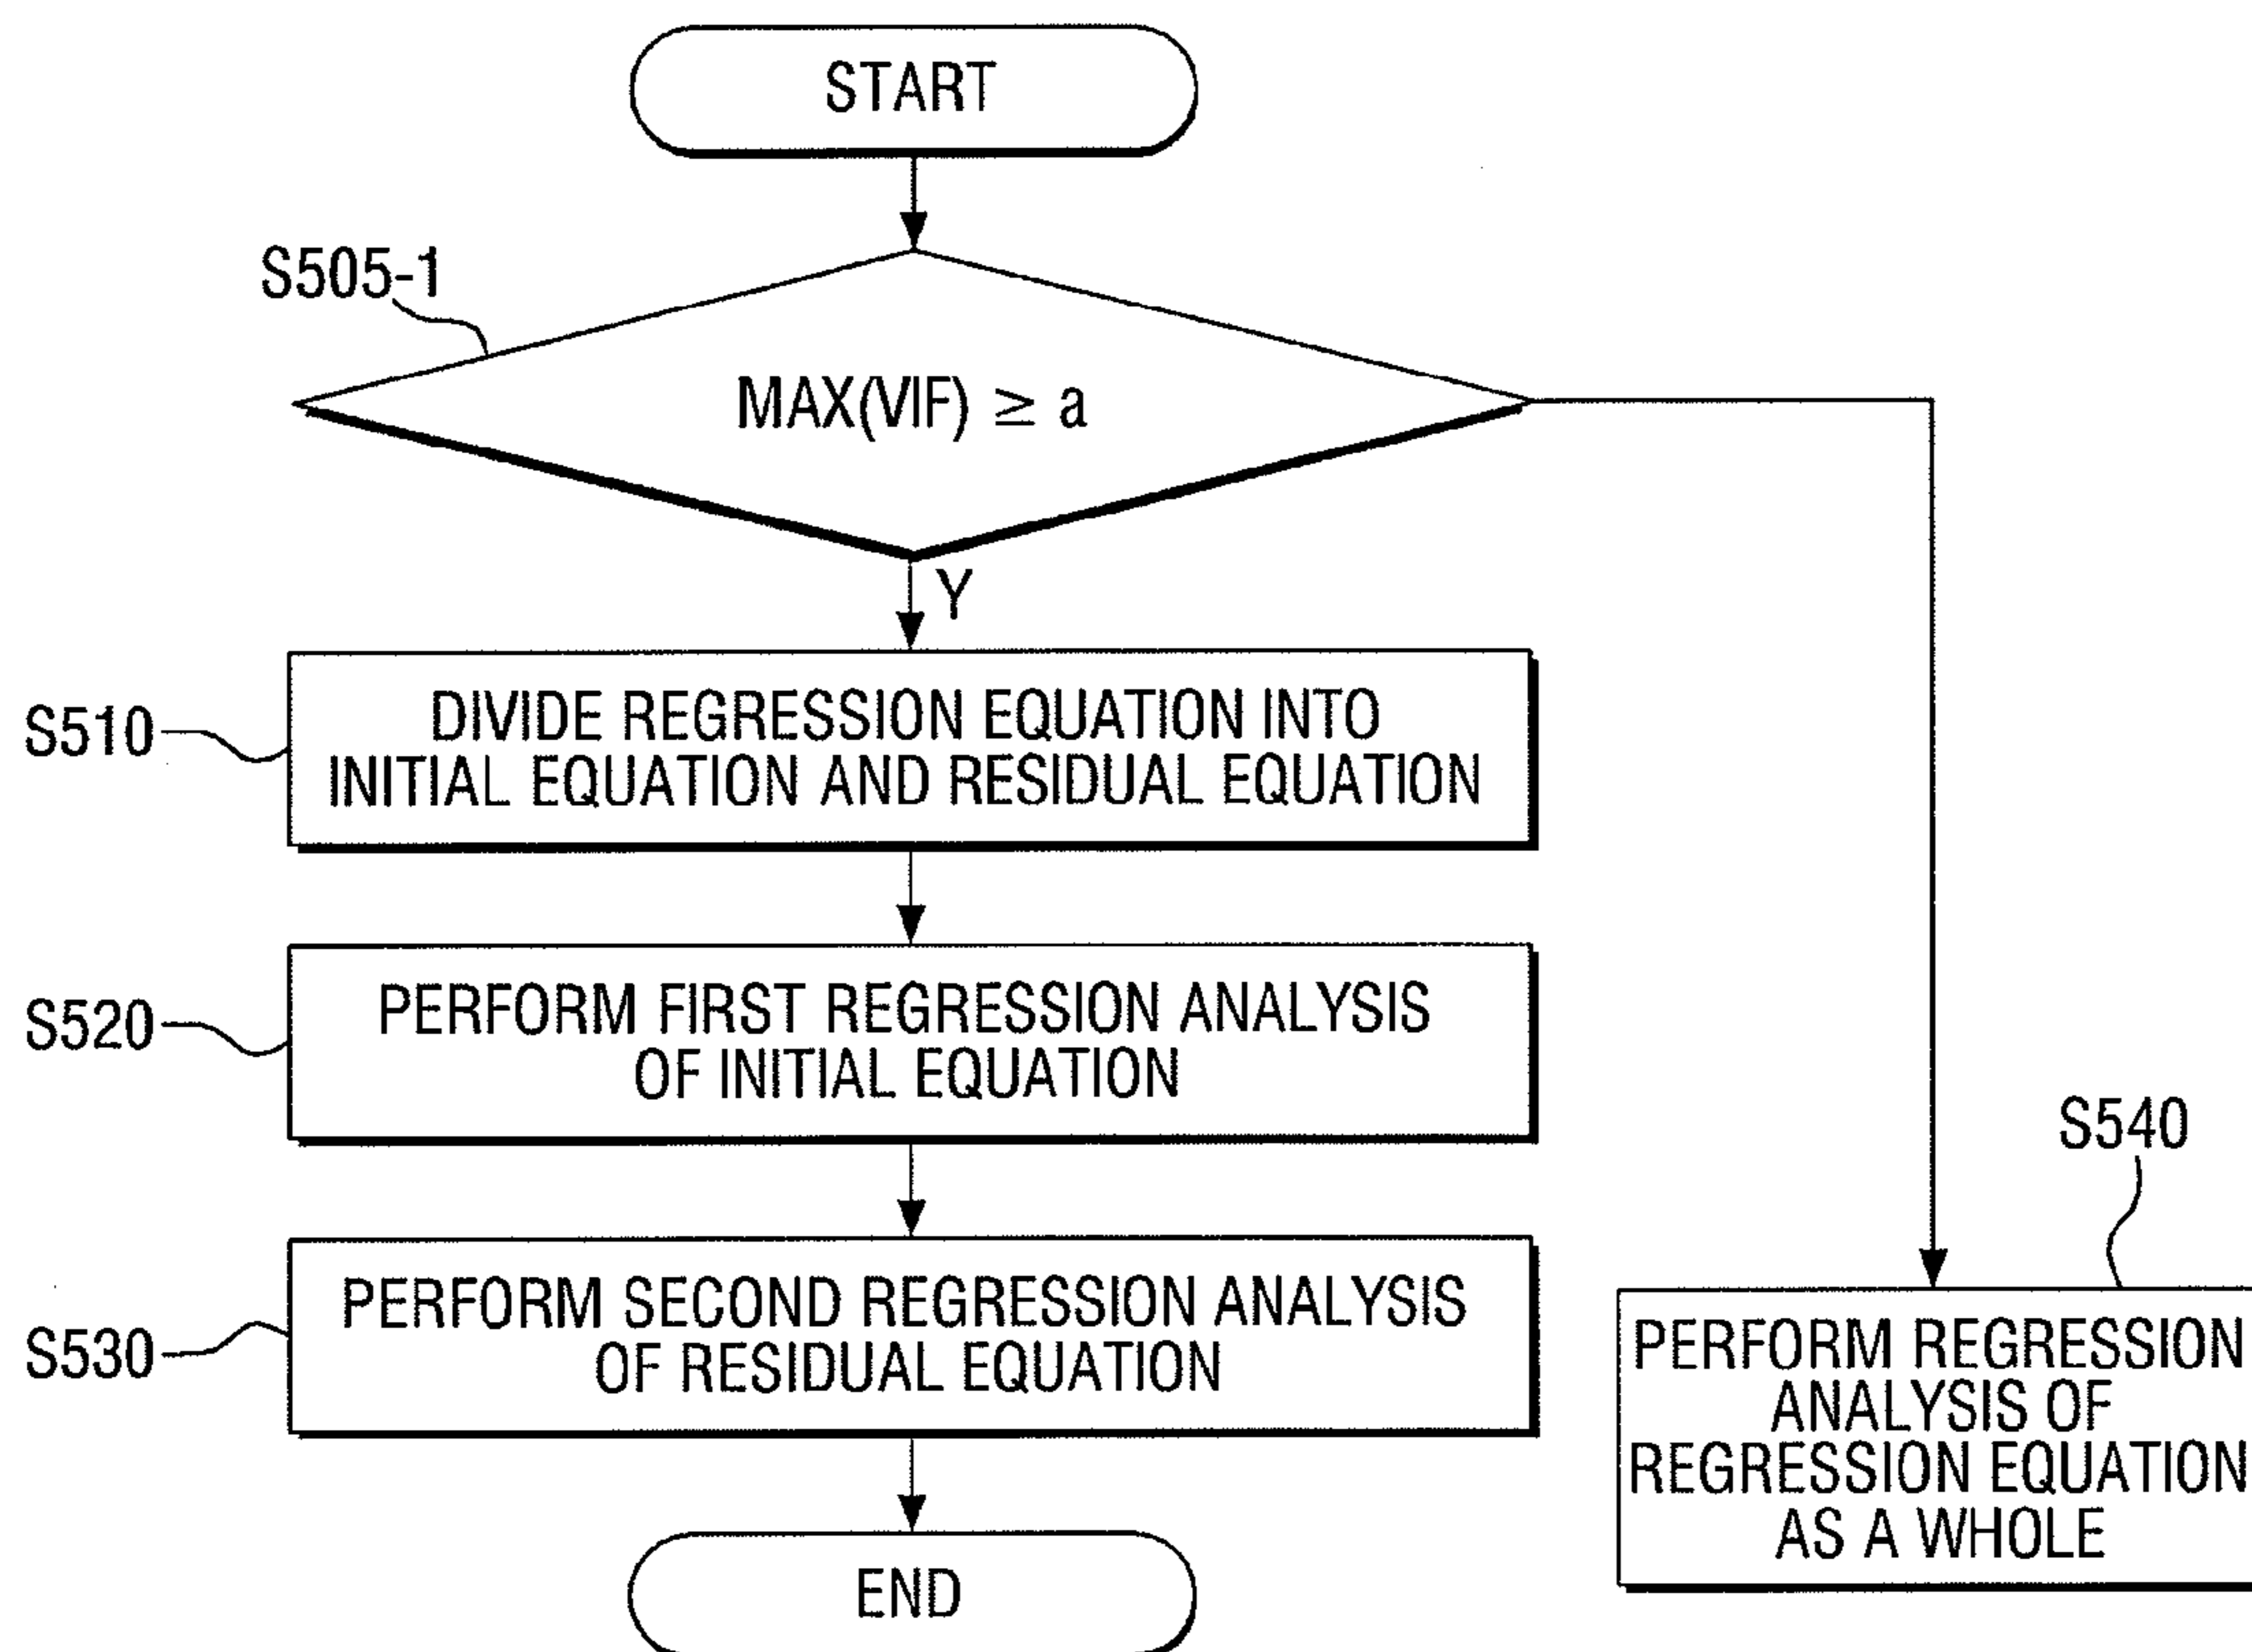 START
S505-1
MAX(VIF) ≥ a
Y
S510
DIVIDE REGRESSION EQUATION INTO
INITIAL EQUATION AND RESIDUAL EQUATION
S520
PERFORM FIRST REGRESSION ANALYSIS
OF INITIAL EQUATION
S530
PERFORM SECOND REGRESSION ANALYSIS
OF RESIDUAL EQUATION
S540
PERFORM REGRESSION
ANALYSIS OF
REGRESSION EQUATION
AS A WHOLE
END